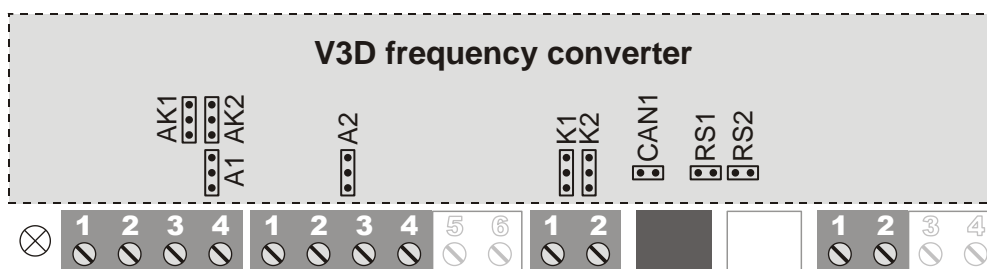 V3D frequency converter
AK1 AK2 A1 A2 K1 K2 CAN1 RS1 RS2
1 2 3 4 1 2 3 4 5 6 1 2 1 2 3 4